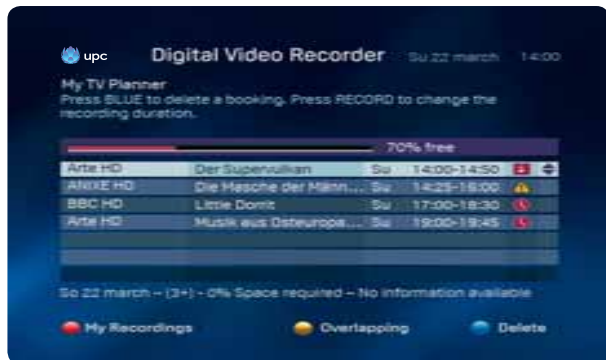 upc Digital Video Recorder Su 22 march 14:00
My TV Planner
Press BLUE to delete a booking. Press RECORD to change the
recording duration.
70% free
Arte HD Der Supervulkan Su 14:00-14:50
ANIXE HD Die Masche der Männ... Su 14:25-16:00
BBC HD Little Dorrit Su 17:00-18:30
Arte HD Musik aus Osteuropa... Su 19:00-19:45
So 22 march - (3+) - 0% Space required - No information available
My Recordings Overlapping Delete